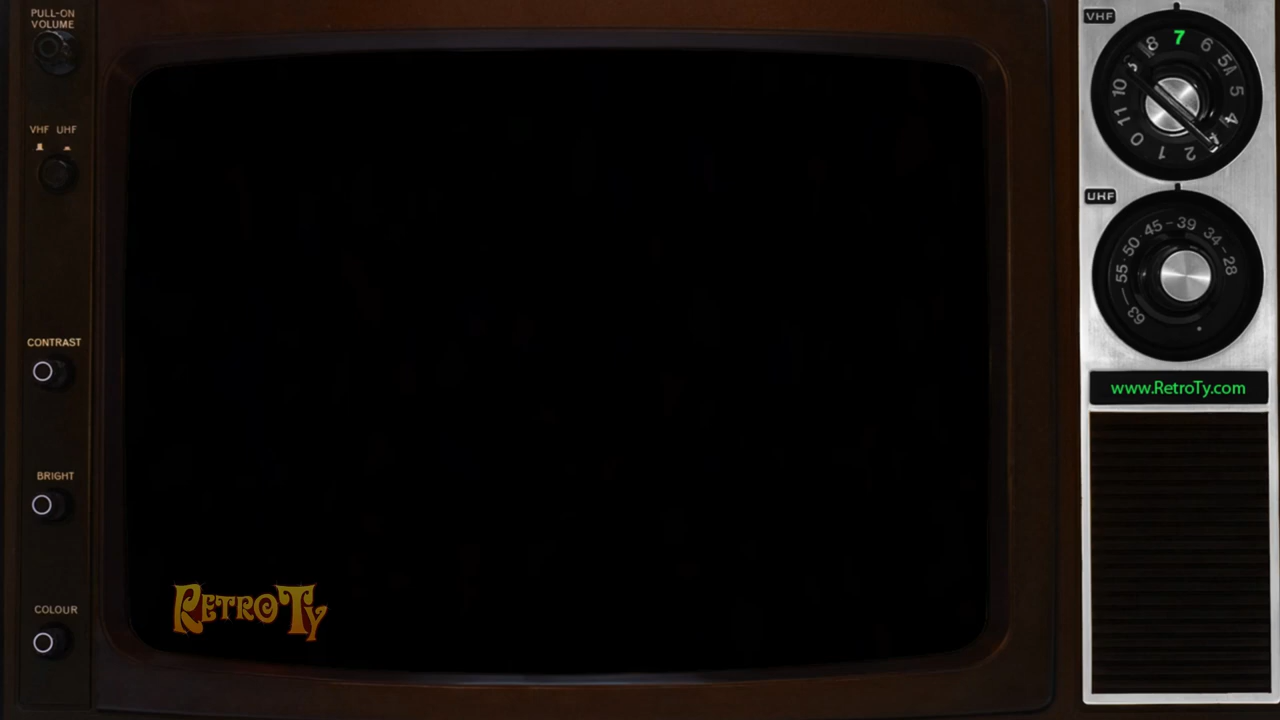 PULL-ON
VOLUME
VHF UHF
CONTRAST
BRIGHT
COLOUR
RETROTY
VHF
7
6
5A
5
4
2
1
0
11
10
8
UHF
63 — 55 · 50 · 45 - 39 34 - 28
www.RetroTy.com